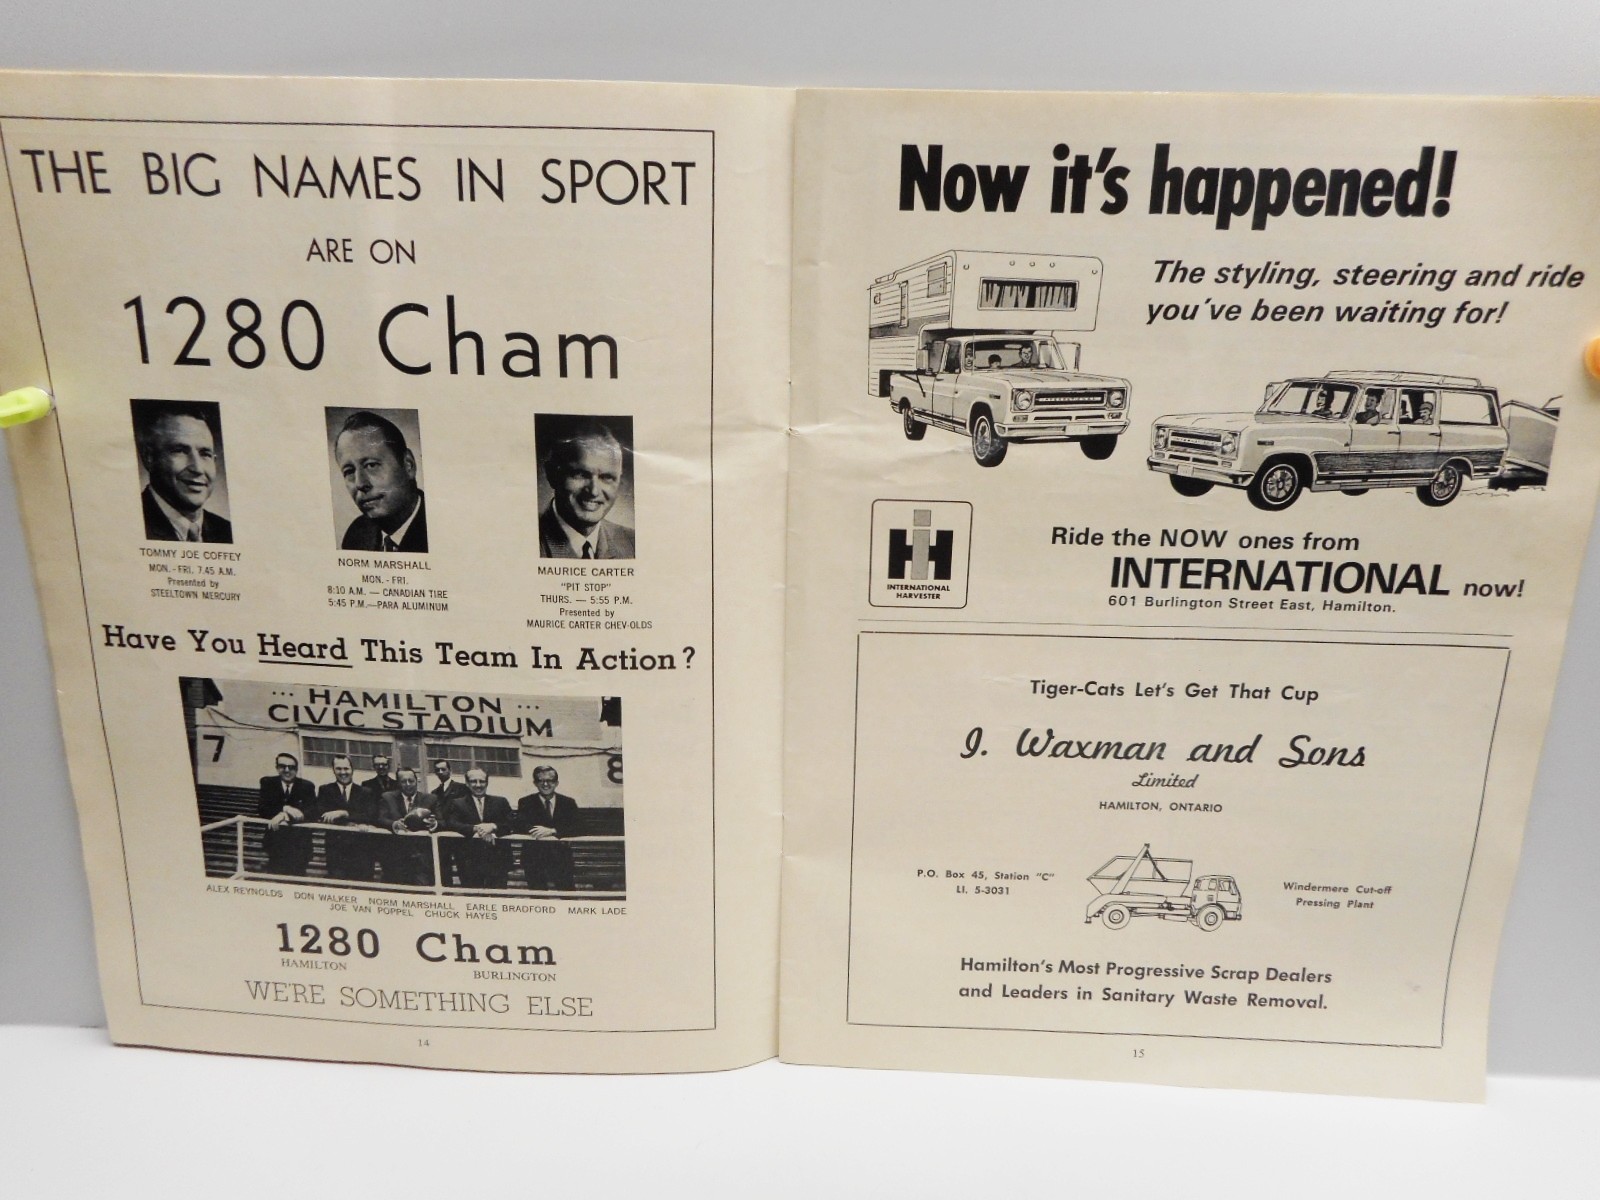 THE BIG NAMES IN SPORT
ARE ON
1280 Cham
TOMMY JOE COFFEY
MON. - FRI. 7.45 A.M.
Presented by
STEELTOWN MERCURY
NORM MARSHALL
MON. - FRI.
8:10 A.M. — CANADIAN TIRE
5:45 P.M.—PARA ALUMINUM
MAURICE CARTER
"PIT STOP"
THURS. — 5:55 P.M.
Presented by
MAURICE CARTER CHEV-OLDS
Have You Heard This Team In Action?
... HAMILTON ...
CIVIC STADIUM
7
8
ALEX REYNOLDS DON WALKER NORM MARSHALL EARLE BRADFORD MARK LADE
JOE VAN POPPEL CHUCK HAYES
1280 Cham
HAMILTON BURLINGTON
WE'RE SOMETHING ELSE
14
Now it's happened!
The styling, steering and ride
you've been waiting for!
INTERNATIONAL
IH
INTERNATIONAL
HARVESTER
Ride the NOW ones from
INTERNATIONAL now!
601 Burlington Street East, Hamilton.
Tiger-Cats Let's Get That Cup
I. Waxman and Sons
Limited
HAMILTON, ONTARIO
P.O. Box 45, Station "C"
LI. 5-3031
Windermere Cut-off
Pressing Plant
Hamilton's Most Progressive Scrap Dealers
and Leaders in Sanitary Waste Removal.
15